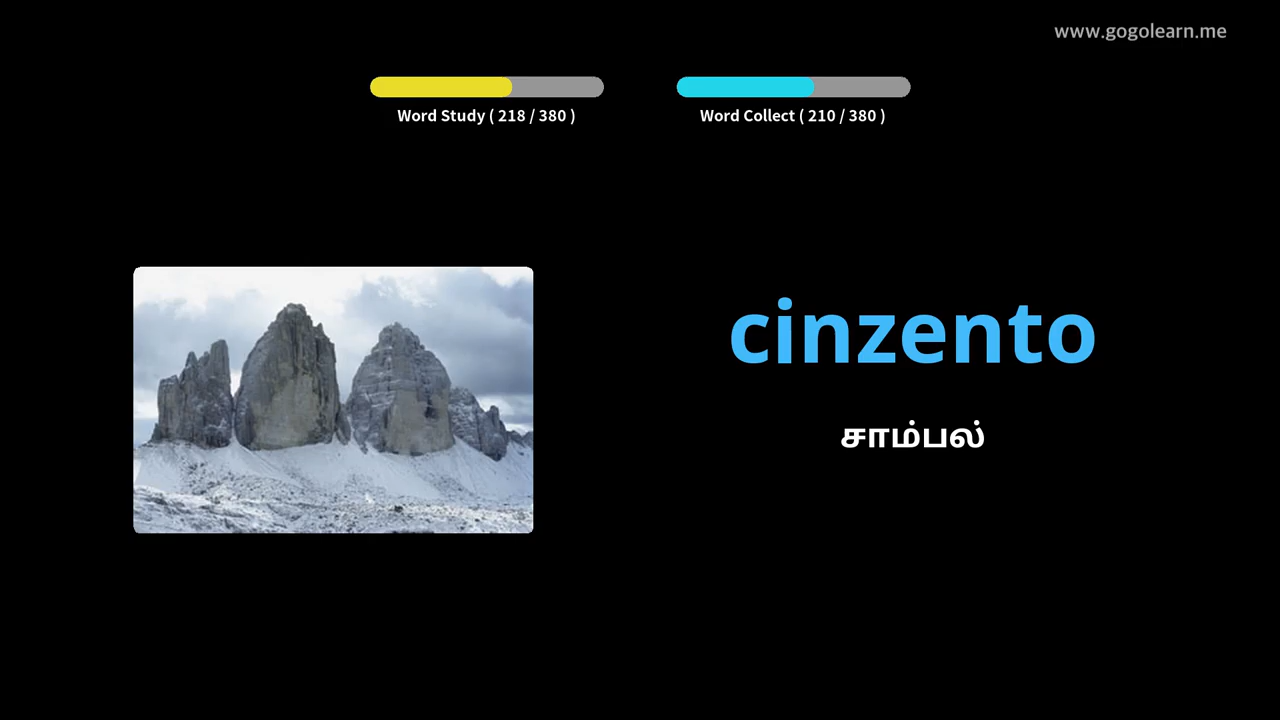 www.gogolearn.me
Word Study ( 218 / 380 )
Word Collect ( 210 / 380 )
cinzento
சாம்பல்